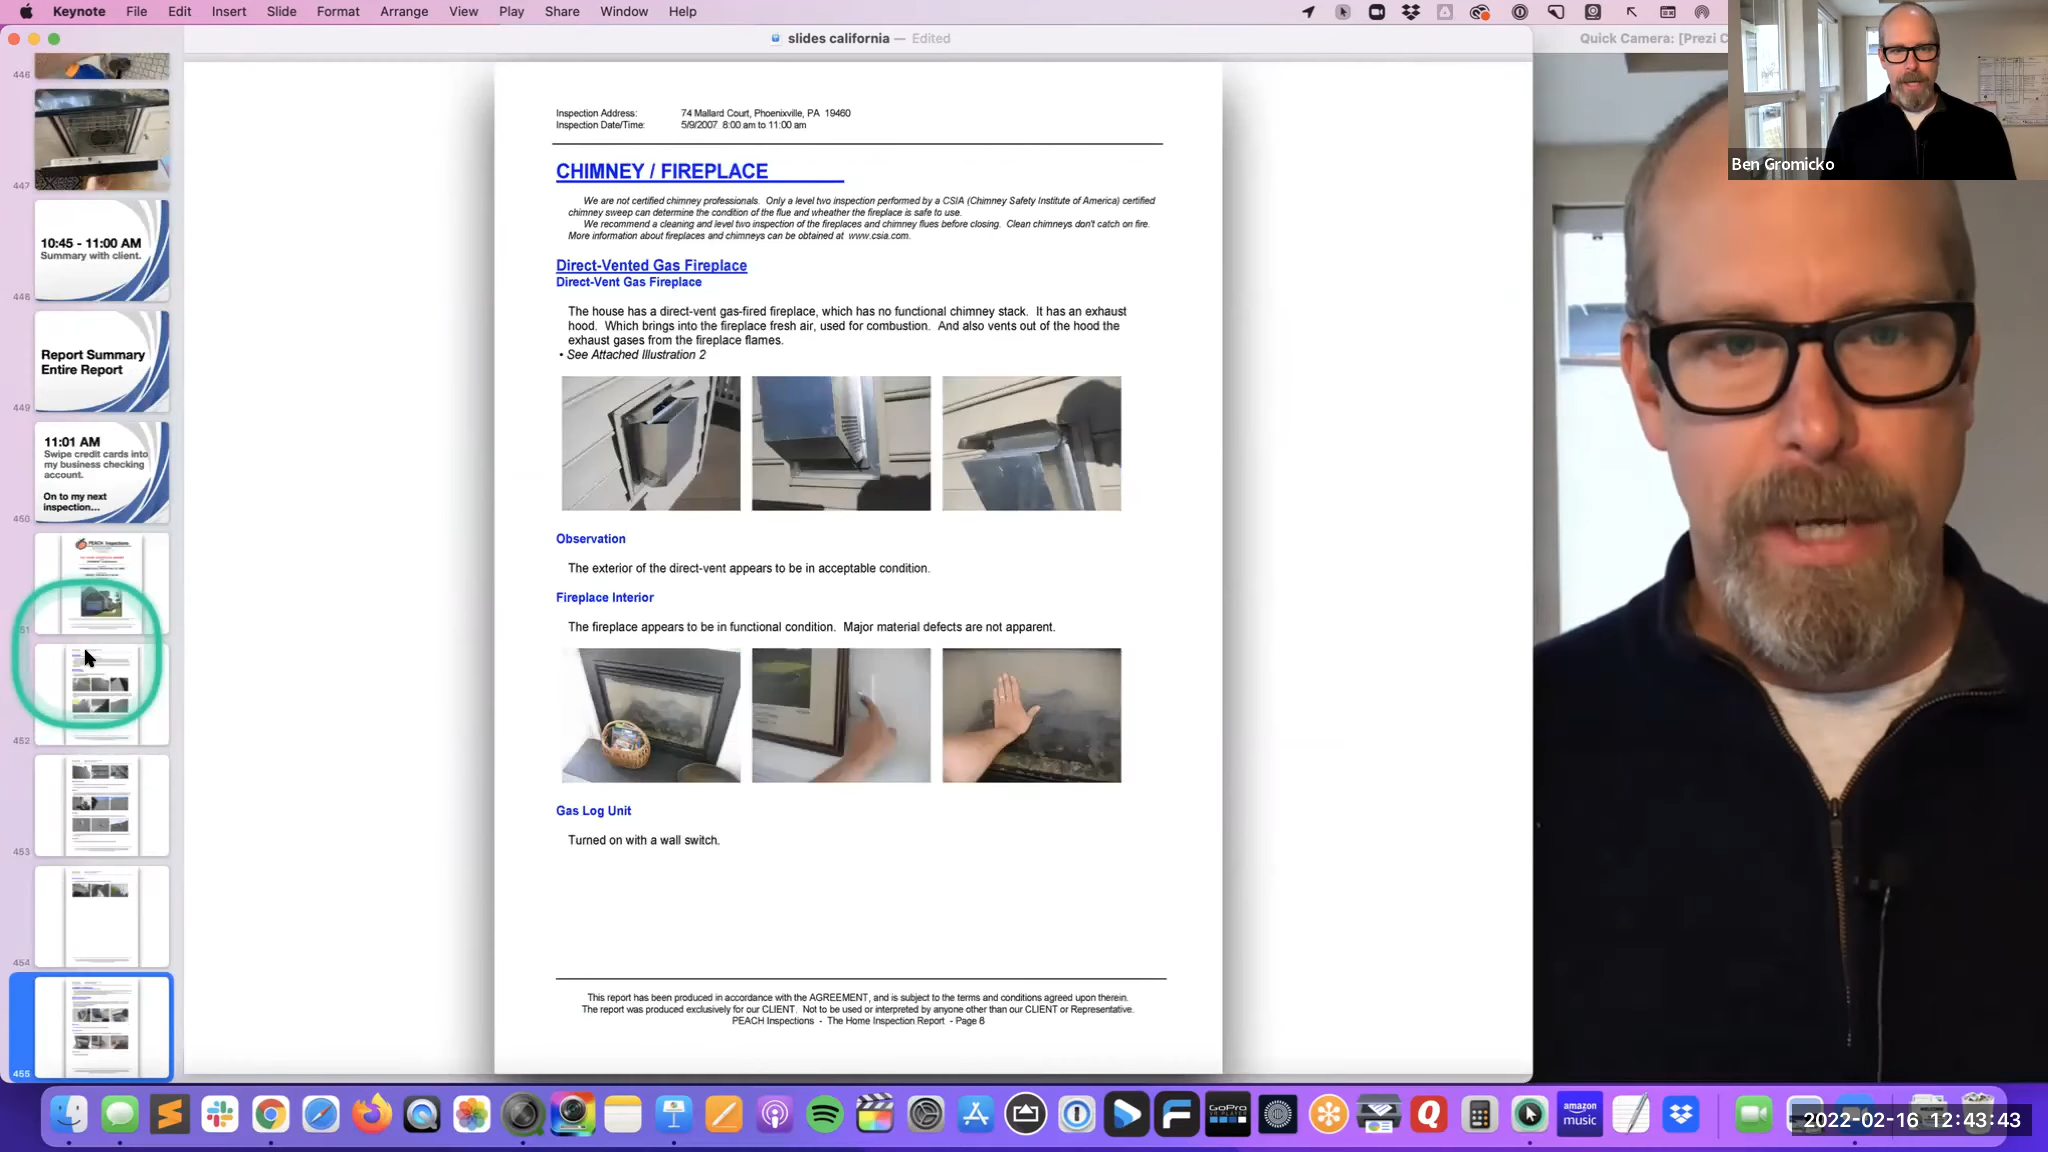 Keynote File Edit Insert Slide Format Arrange View Play Share Window Help
slides california — Edited
Quick Camera: [Prezi C
Ben Gromicko
446
447
10:45 - 11:00 AM
Summary with client.
448
Report Summary
Entire Report
449
11:01 AM
Swipe credit cards into
my business checking
account.
On to my next
inspection...
450
PEACH Inspections
451
452
453
454
455
Inspection Address: 74 Mallard Court, Phoenixville, PA 19460
Inspection Date/Time: 5/9/2007 8:00 am to 11:00 am
CHIMNEY / FIREPLACE
We are not certified chimney professionals. Only a level two inspection performed by a CSIA (Chimney Safety Institute of America) certified
chimney sweep can determine the condition of the flue and wheather the fireplace is safe to use.
We recommend a cleaning and level two inspection of the fireplaces and chimney flues before closing. Clean chimneys don't catch on fire.
More information about fireplaces and chimneys can be obtained at www.csia.com.
Direct-Vented Gas Fireplace
Direct-Vent Gas Fireplace
The house has a direct-vent gas-fired fireplace, which has no functional chimney stack. It has an exhaust
hood. Which brings into the fireplace fresh air, used for combustion. And also vents out of the hood the
exhaust gases from the fireplace flames.
• See Attached Illustration 2
Observation
The exterior of the direct-vent appears to be in acceptable condition.
Fireplace Interior
The fireplace appears to be in functional condition. Major material defects are not apparent.
Gas Log Unit
Turned on with a wall switch.
This report has been produced in accordance with the AGREEMENT, and is subject to the terms and conditions agreed upon therein.
The report was produced exclusively for our CLIENT. Not to be used or interpreted by anyone other than our CLIENT or Representative.
PEACH Inspections - The Home Inspection Report - Page 8
GoPro
amazon
music
2022-02-16 12:43:43